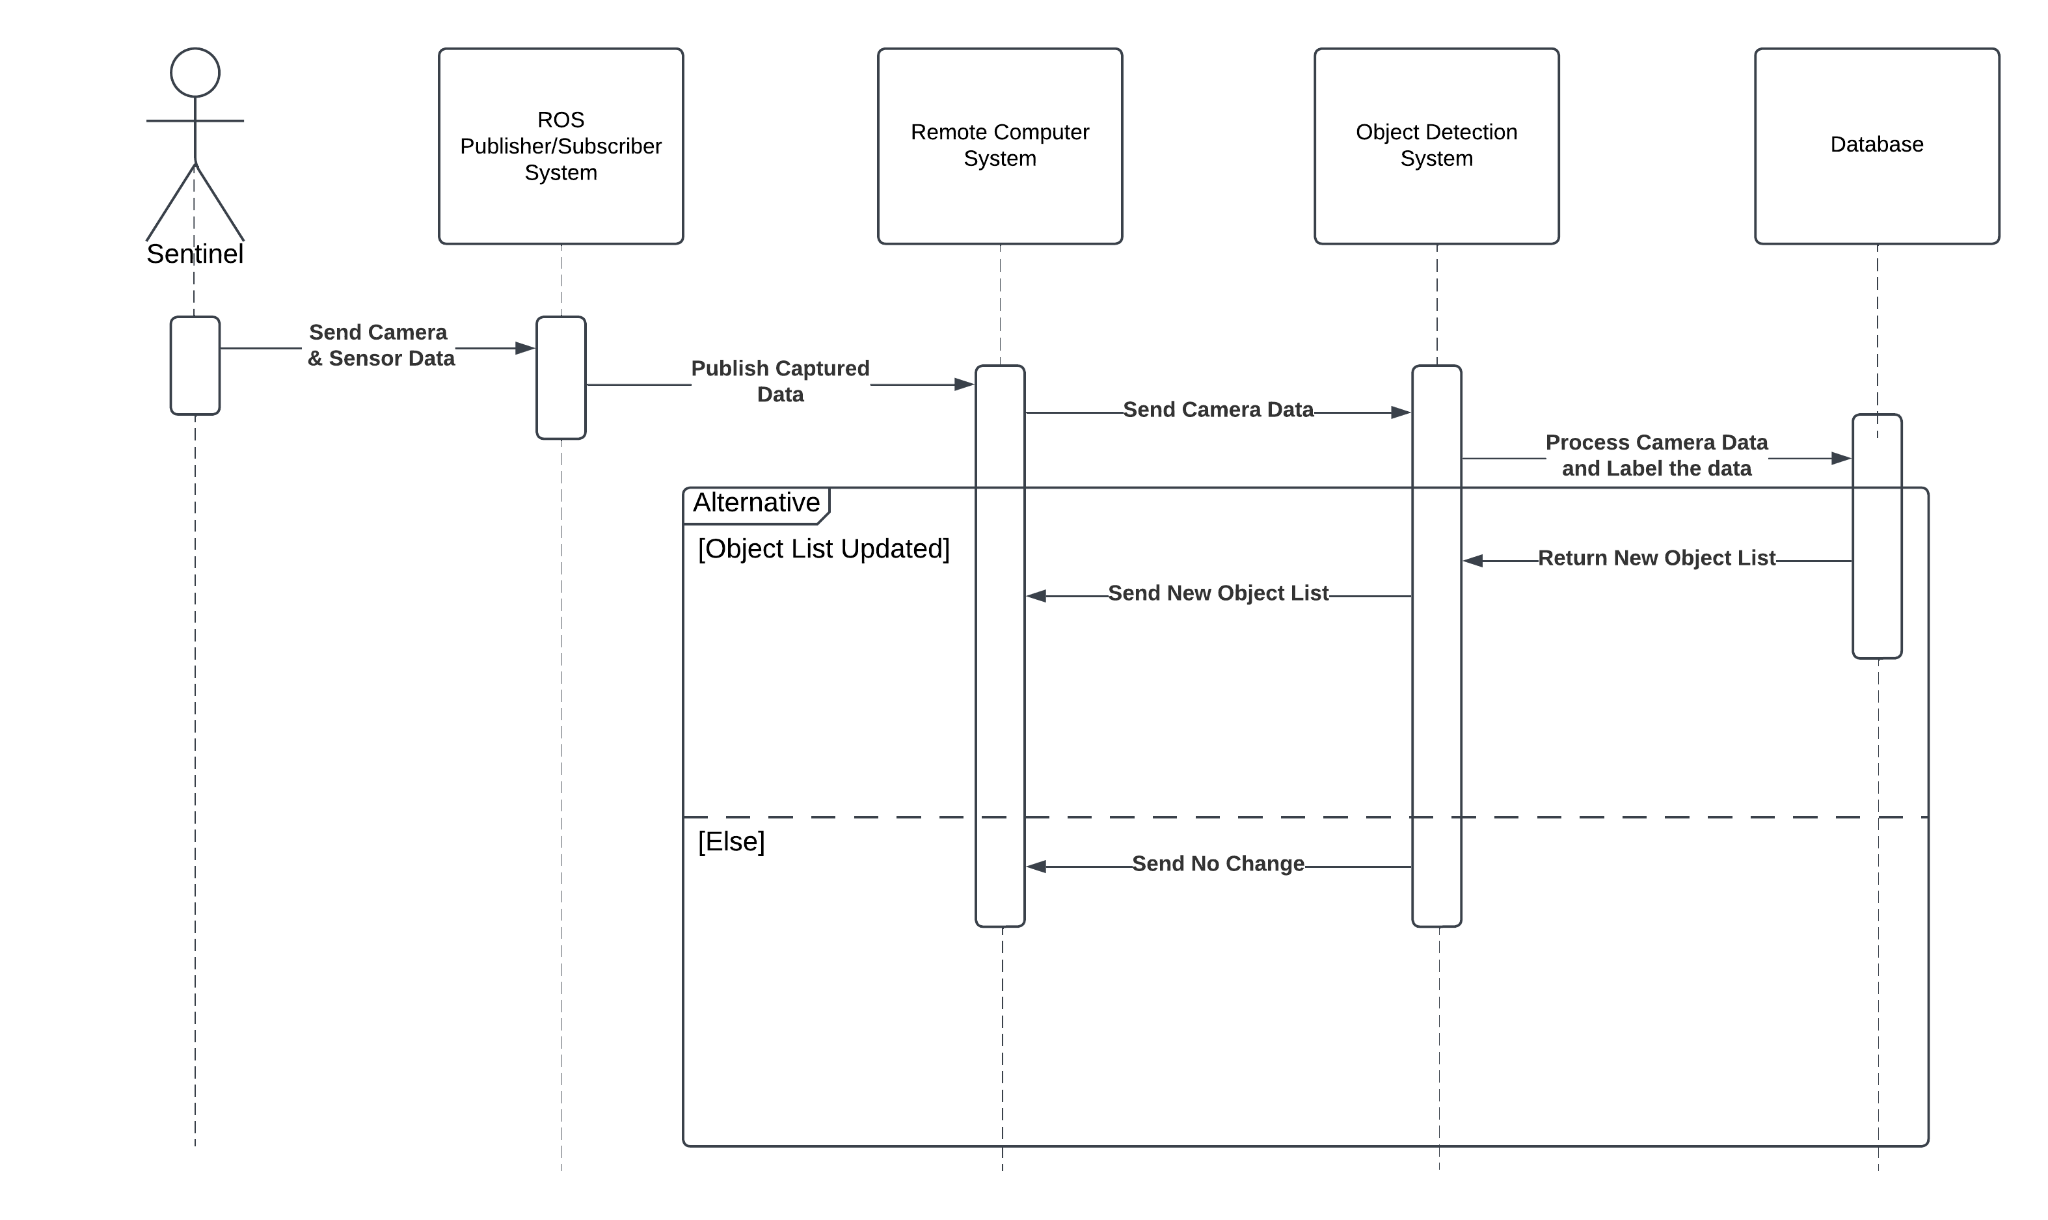 ROS
Publisher/Subscriber
System
Remote Computer
System
Object Detection
System
Database
Sentinel
Send Camera
& Sensor Data
Publish Captured
Data
Send Camera Data
Process Camera Data
and Label the data
Alternative
[Object List Updated]
Return New Object List
Send New Object List
[Else]
Send No Change